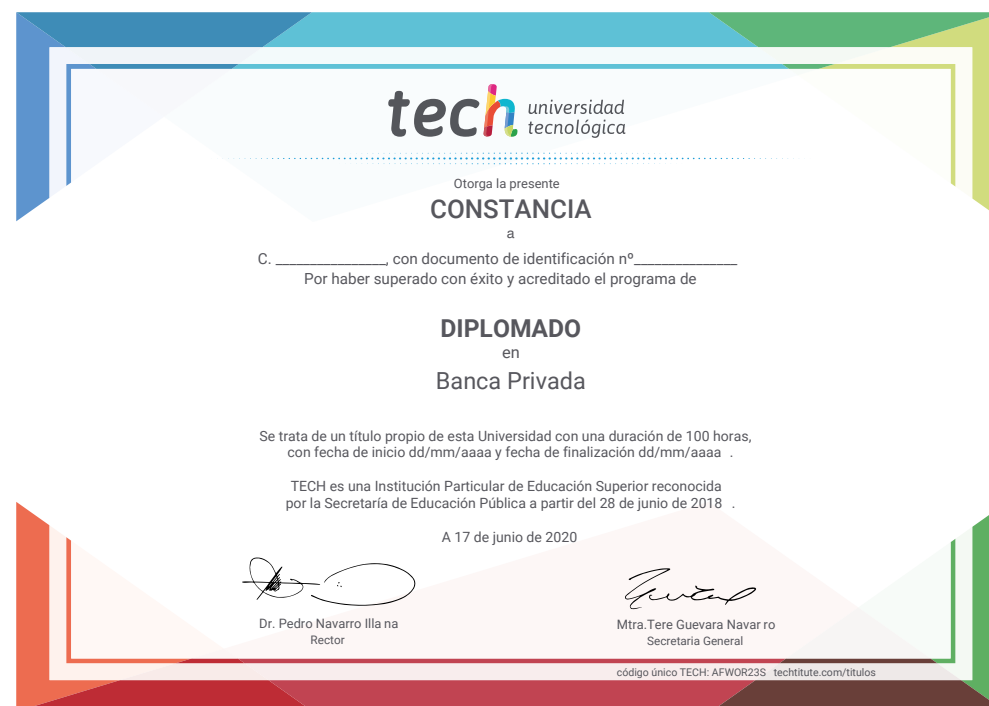 tech universidad
tecnológica
Otorga la presente
CONSTANCIA
a
C. ________________, con documento de identificación nº_______________
Por haber superado con éxito y acreditado el programa de
DIPLOMADO
en
Banca Privada
Se trata de un título propio de esta Universidad con una duración de 100 horas,
con fecha de inicio dd/mm/aaaa y fecha de finalización dd/mm/aaaa .
TECH es una Institución Particular de Educación Superior reconocida
por la Secretaría de Educación Pública a partir del 28 de junio de 2018 .
A 17 de junio de 2020
Dr. Pedro Navarro Illa na
Rector
Mtra.Tere Guevara Navar ro
Secretaria General
código único TECH: AFWOR23S techtitute.com/titulos